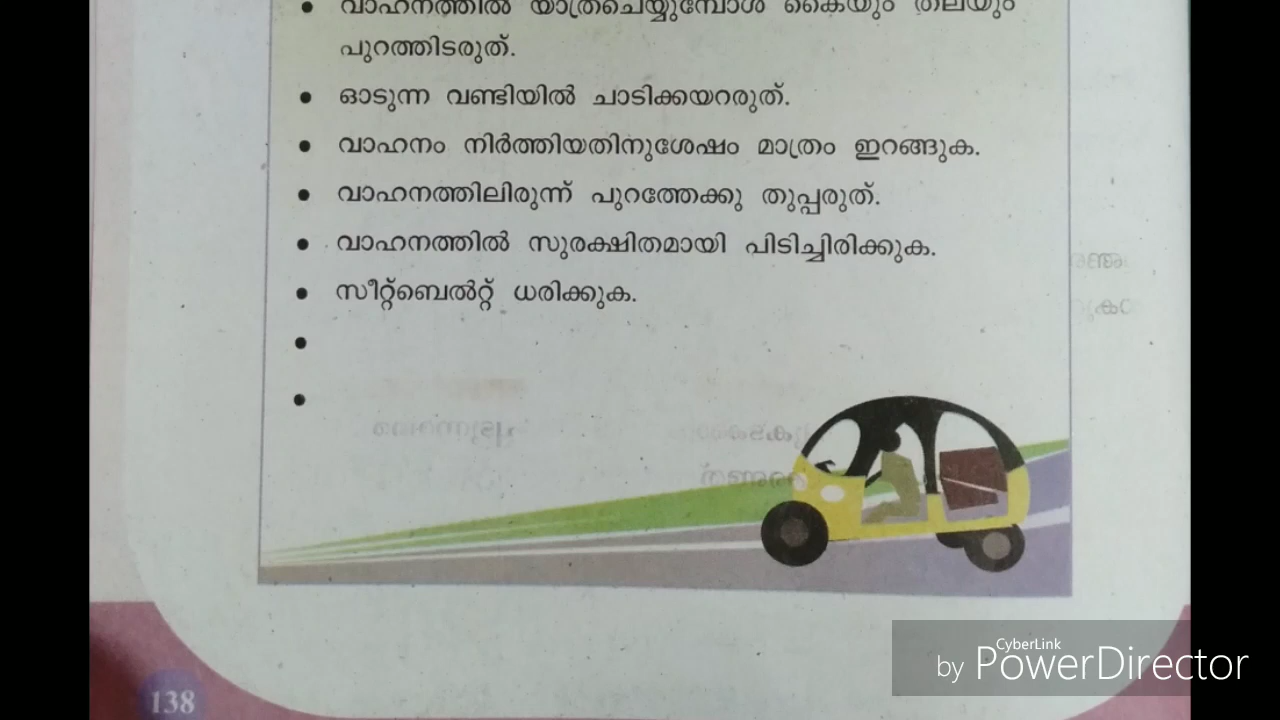 • വാഹനത്തിൽ യാത്രചെയ്യുമ്പോൾ കൈയും തലയും
പുറത്തിടരുത്.
• ഓടുന്ന വണ്ടിയിൽ ചാടിക്കയറരുത്.
• വാഹനം നിർത്തിയതിനുശേഷം മാത്രം ഇറങ്ങുക.
• വാഹനത്തിലിരുന്ന് പുറത്തേക്കു തുപ്പരുത്.
• വാഹനത്തിൽ സുരക്ഷിതമായി പിടിച്ചിരിക്കുക.
• സീറ്റ്ബെൽറ്റ് ധരിക്കുക.
•
•
138
by CyberLink PowerDirector